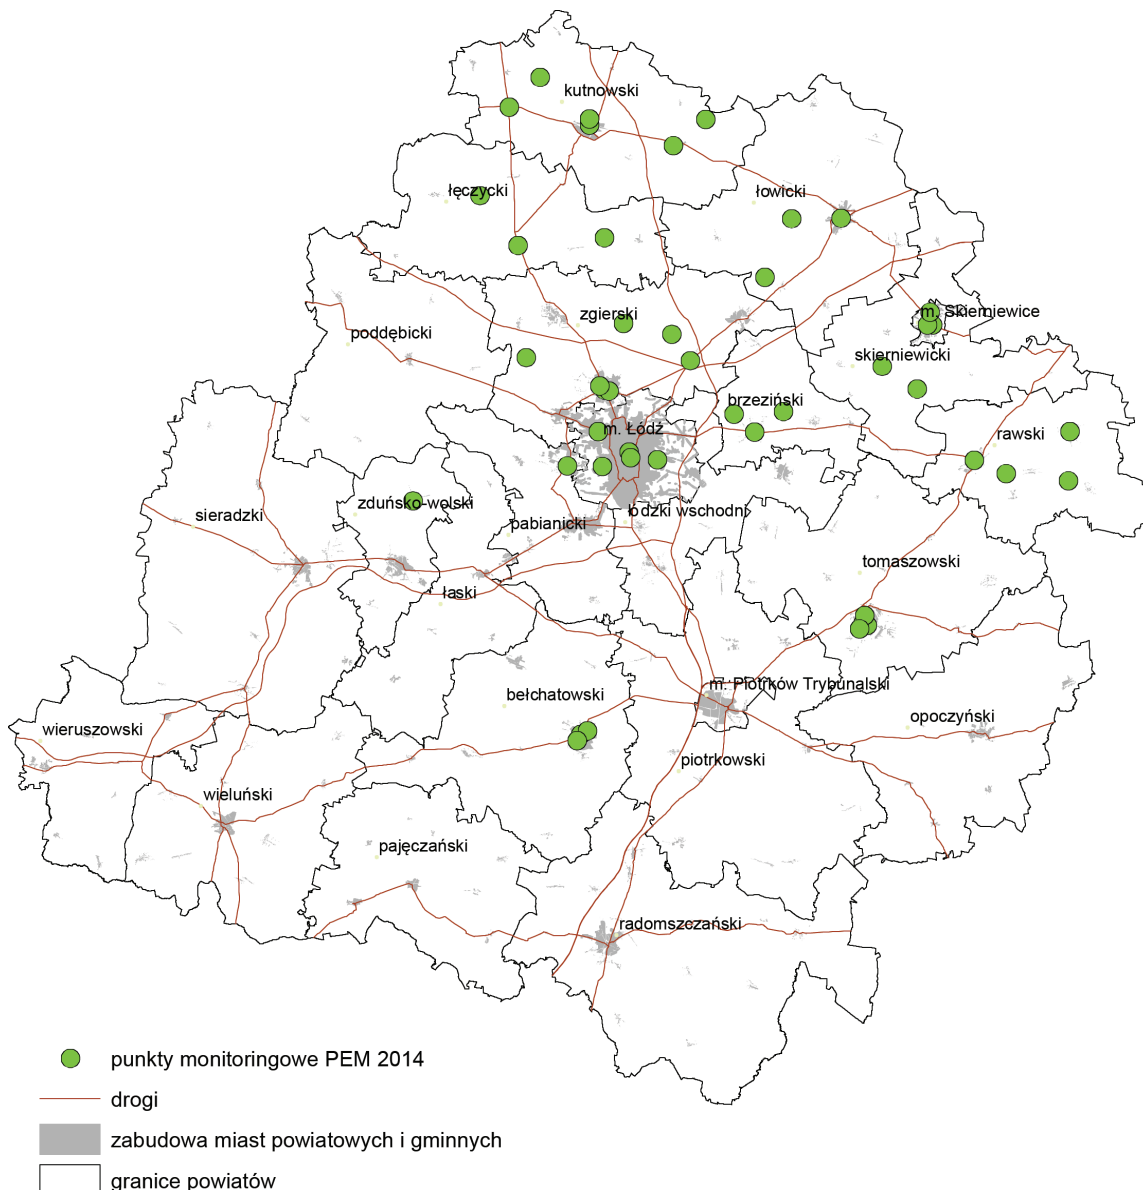 kutnowski
łęczycki
łowicki
zgierski
m. Skierniewice
poddębicki
skierniewicki
brzeziński
m. Łódź
rawski
zduńsko-wolski
sieradzki
pabianicki
łódzki wschodni
tomaszowski
łaski
m. Piotrków Trybunalski
bełchatowski
opoczyński
wieruszowski
piotrkowski
wieluński
pajęczański
radomszczański
punkty monitoringowe PEM 2014
drogi
zabudowa miast powiatowych i gminnych
granice powiatów